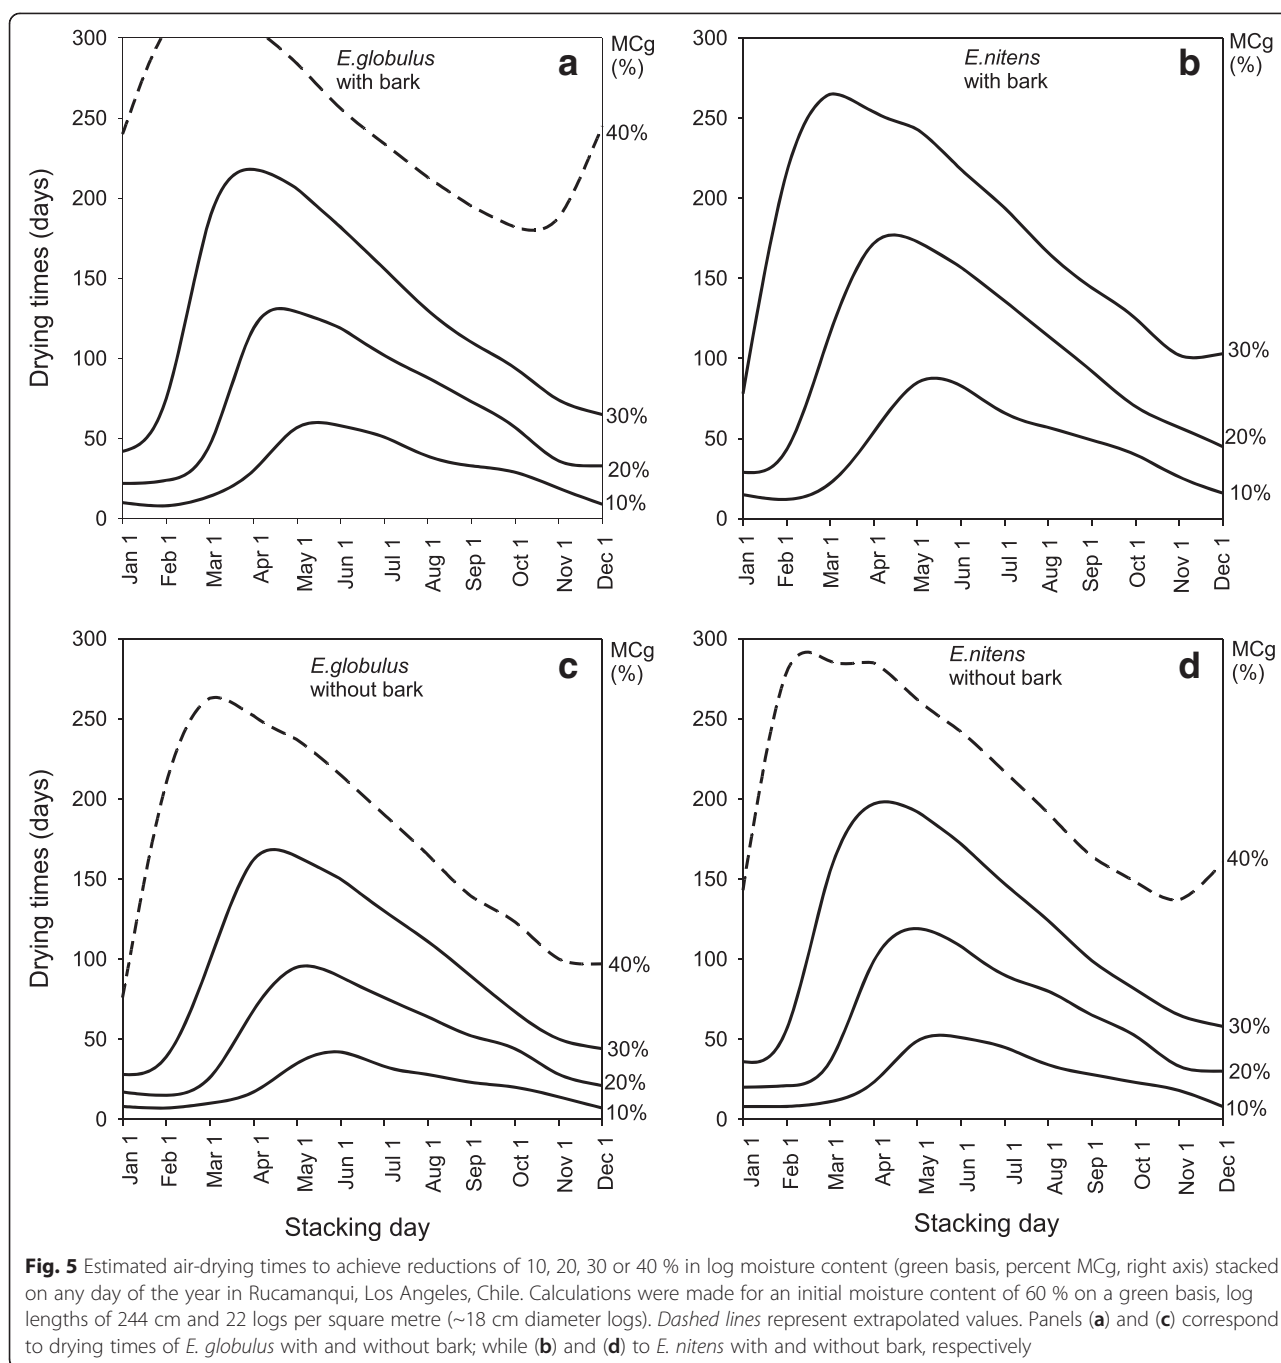 E.globulus
with bark
a
MCg
(%)
300
250
200
150
100
50
0
Drying times (days)
40%
30%
20%
10%
Jan 1
Feb 1
Mar 1
Apr 1
May 1
Jun 1
Jul 1
Aug 1
Sep 1
Oct 1
Nov 1
Dec 1
E.nitens
with bark
b
MCg
(%)
300
250
200
150
100
50
0
30%
20%
10%
Jan 1
Feb 1
Mar 1
Apr 1
May 1
Jun 1
Jul 1
Aug 1
Sep 1
Oct 1
Nov 1
Dec 1
E.globulus
without bark
c
MCg
(%)
300
250
200
150
100
50
0
Drying times (days)
40%
30%
20%
10%
Jan 1
Feb 1
Mar 1
Apr 1
May 1
Jun 1
Jul 1
Aug 1
Sep 1
Oct 1
Nov 1
Dec 1
Stacking day
E.nitens
without bark
d
MCg
(%)
300
250
200
150
100
50
0
40%
30%
20%
10%
Jan 1
Feb 1
Mar 1
Apr 1
May 1
Jun 1
Jul 1
Aug 1
Sep 1
Oct 1
Nov 1
Dec 1
Stacking day
Fig. 5 Estimated air-drying times to achieve reductions of 10, 20, 30 or 40 % in log moisture content (green basis, percent MCg, right axis) stacked
on any day of the year in Rucamanqui, Los Angeles, Chile. Calculations were made for an initial moisture content of 60 % on a green basis, log
lengths of 244 cm and 22 logs per square metre (~18 cm diameter logs). Dashed lines represent extrapolated values. Panels (a) and (c) correspond
to drying times of E. globulus with and without bark; while (b) and (d) to E. nitens with and without bark, respectively